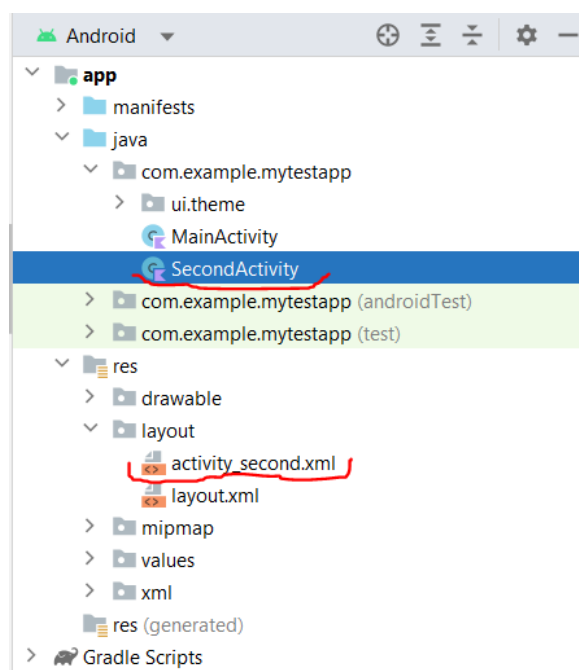 Android
app
manifests
java
com.example.mytestapp
ui.theme
MainActivity
SecondActivity
com.example.mytestapp (androidTest)
com.example.mytestapp (test)
res
drawable
layout
activity_second.xml
layout.xml
mipmap
values
xml
res (generated)
Gradle Scripts